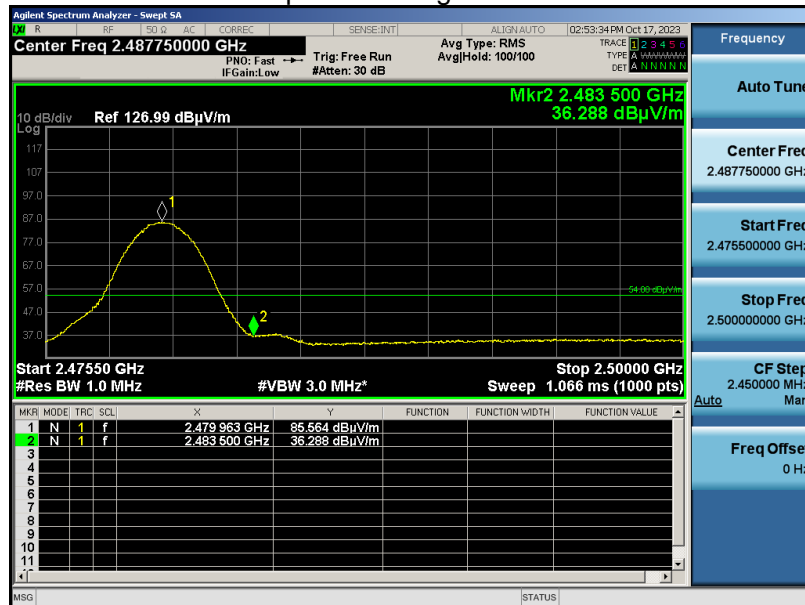 Agilent Spectrum Analyzer - Swept SA
LXI R RF 50 Ω AC CORREC SENSE:INT ALIGN AUTO 02:53:34 PM Oct 17, 2023
Center Freq 2.487750000 GHz
PNO: Fast
IFGain:Low
Trig: Free Run
#Atten: 30 dB
Avg Type: RMS
Avg|Hold: 100/100
TRACE 1 2 3 4 5 6
TYPE A WWWWW
DET A N N N N N
Mkr2 2.483 500 GHz
36.288 dBµV/m
10 dB/div Ref 126.99 dBµV/m
Log
117
107
97.0
87.0
77.0
67.0
57.0
47.0
37.0
1
2
54.00 dBµV/m
Start 2.47550 GHz Stop 2.50000 GHz
#Res BW 1.0 MHz #VBW 3.0 MHz* Sweep 1.066 ms (1000 pts)
MKR MODE TRC SCL X Y FUNCTION FUNCTION WIDTH FUNCTION VALUE
1 N 1 f 2.479 963 GHz 85.564 dBµV/m
2 N 1 f 2.483 500 GHz 36.288 dBµV/m
3
4
5
6
7
8
9
10
11
MSG STATUS
Frequency
Auto Tune
Center Freq
2.487750000 GHz
Start Freq
2.475500000 GHz
Stop Freq
2.500000000 GHz
CF Step
2.450000 MHz
Auto Man
Freq Offset
0 Hz